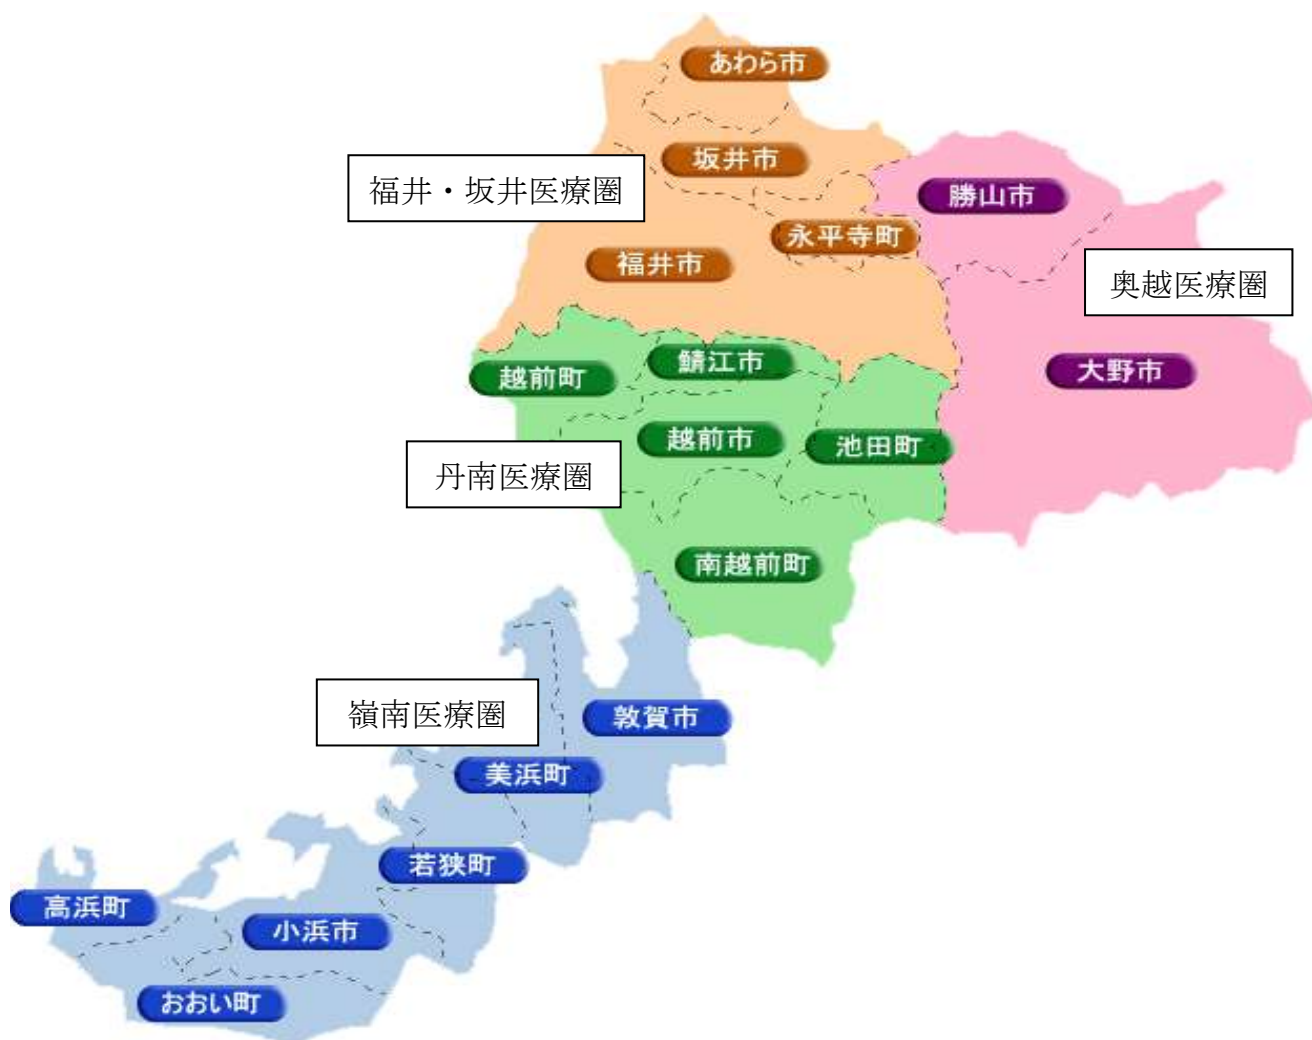 あわら市
坂井市
福井・坂井医療圏
勝山市
永平寺町
福井市
奥越医療圏
鯖江市
越前町
大野市
越前市
池田町
丹南医療圏
南越前町
嶺南医療圏
敦賀市
美浜町
若狭町
高浜町
小浜市
おおい町